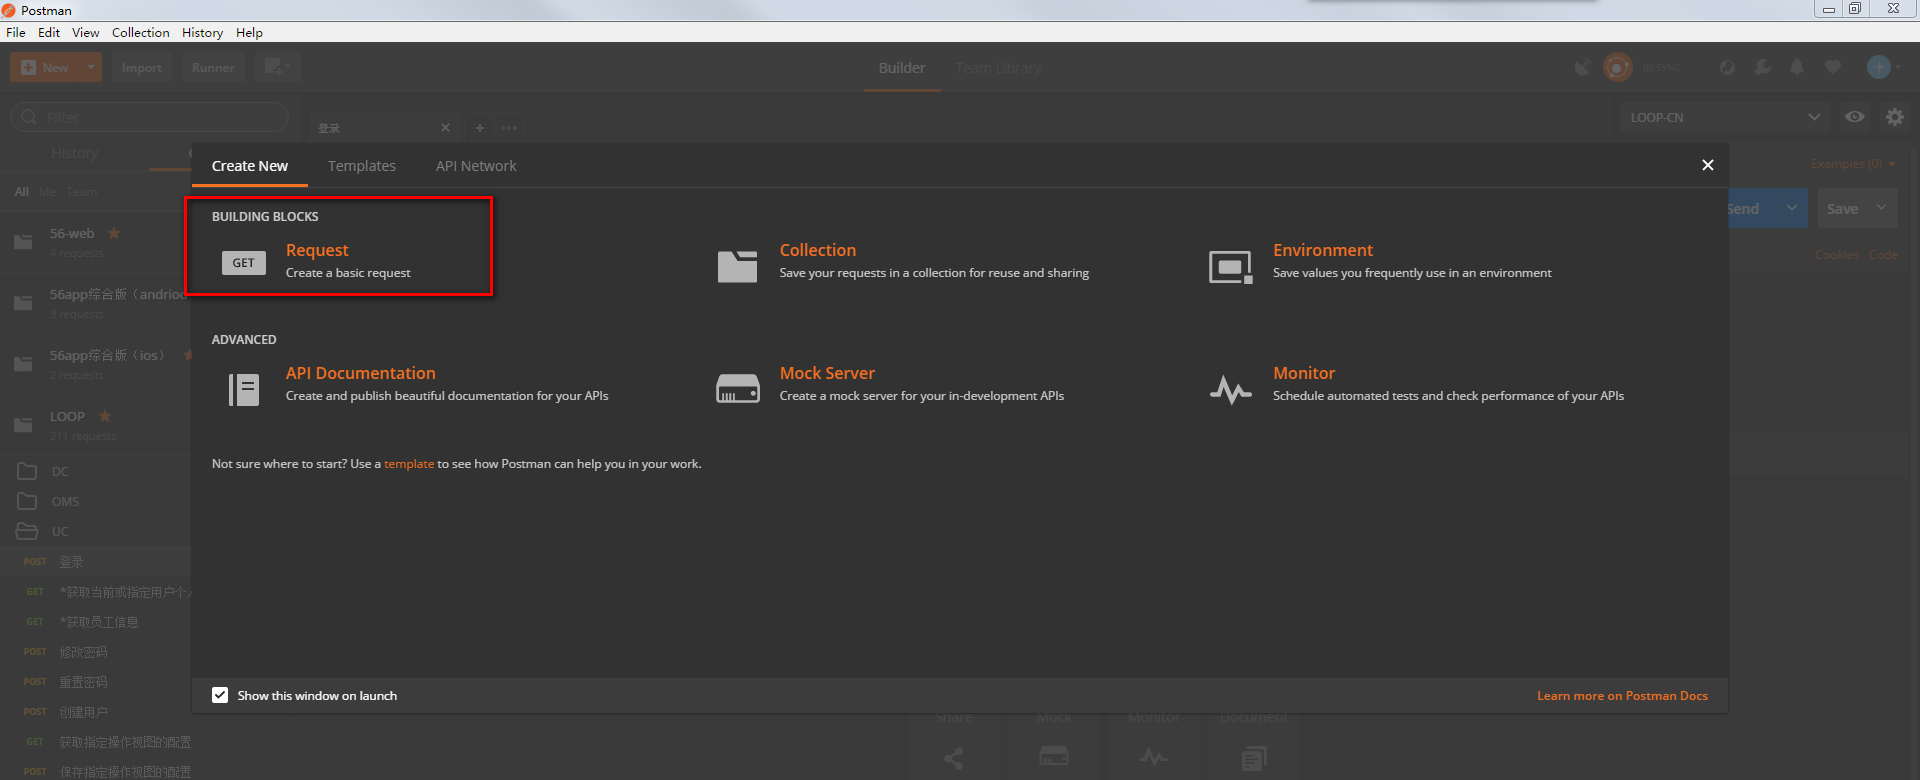 Postman
File Edit View Collection History Help
New Import Runner Builder Team Library IN SYNC
Filter
登录
LOOP-CN
History
Create New Templates API Network
Examples (0)
All Me Team
BUILDING BLOCKS
Send Save
56-web
4 requests
GET
Request
Create a basic request
Collection
Save your requests in a collection for reuse and sharing
Environment
Save values you frequently use in an environment
Cookies Code
56app综合版（andriod
3 requests
ADVANCED
56app综合版（ios）
2 requests
API Documentation
Create and publish beautiful documentation for your APIs
Mock Server
Create a mock server for your in-development APIs
Monitor
Schedule automated tests and check performance of your APIs
LOOP
211 requests
Not sure where to start? Use a template to see how Postman can help you in your work.
DC
OMS
UC
POST 登录
GET *获取当前或指定用户个人
GET *获取员工信息
POST 修改密码
POST 重置密码
Show this window on launch
Learn more on Postman Docs
POST 创建用户
Share Mock Monitor Document
GET 获取指定操作视图的配置
POST 保存指定操作视图的配置